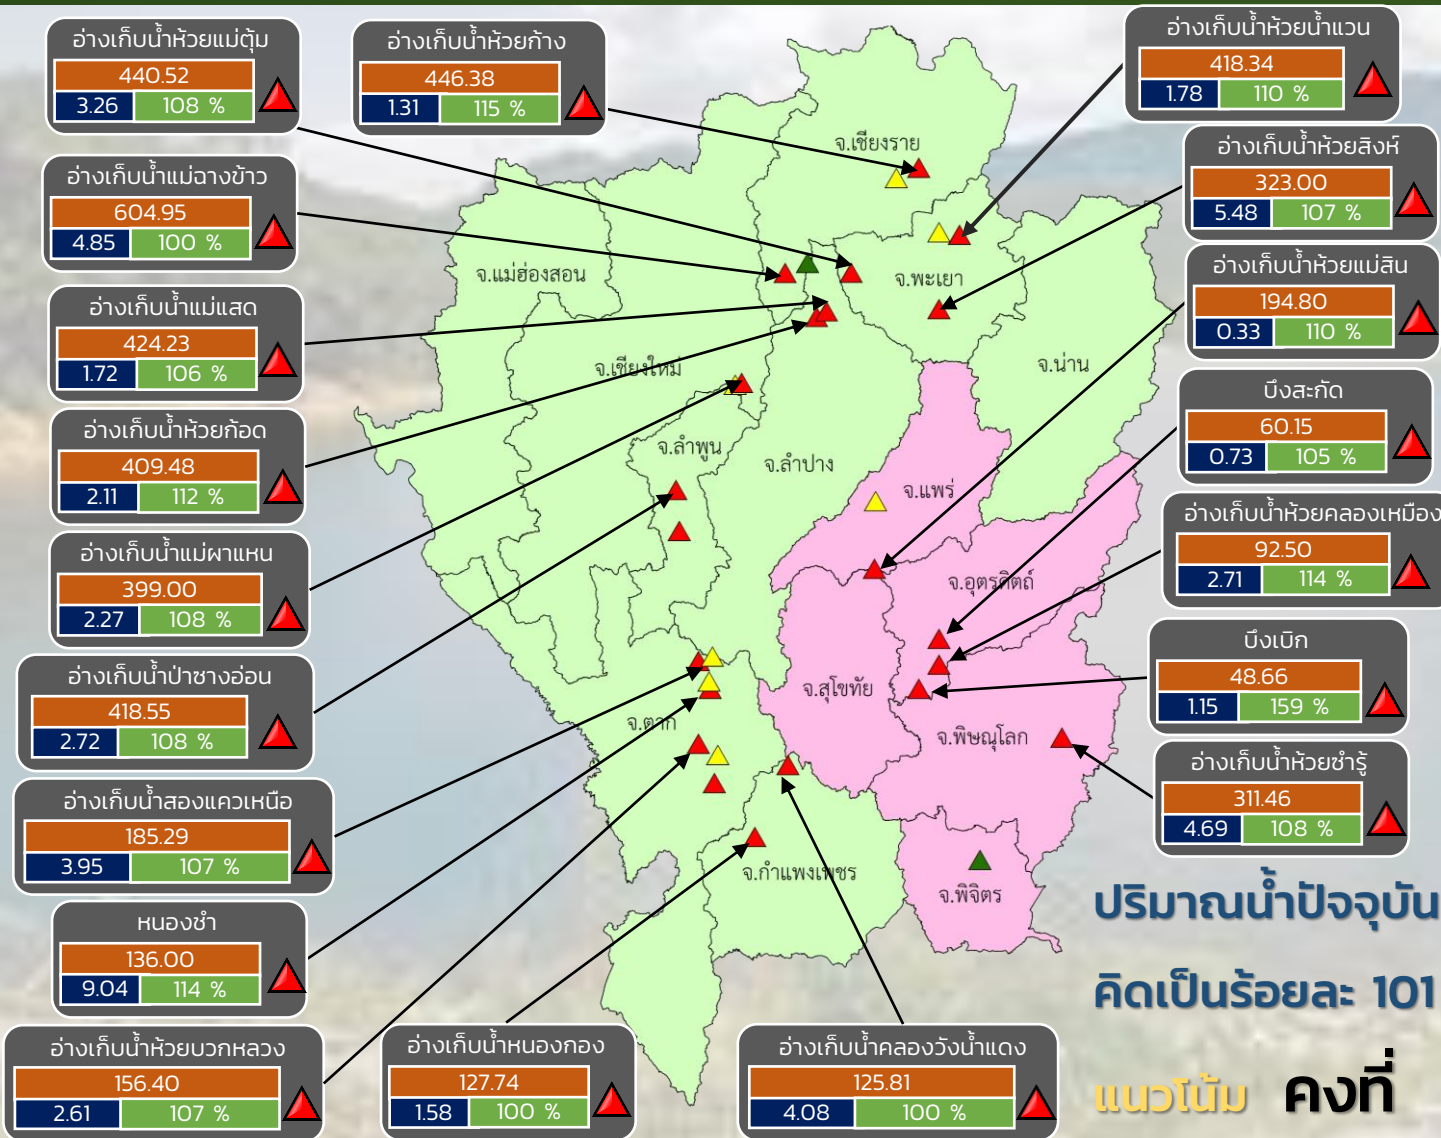 อ่างเก็บน้ำห้วยแม่ตุ้ม
440.52
3.26 108 %
อ่างเก็บน้ำห้วยก้าง
446.38
1.31 115 %
อ่างเก็บน้ำห้วยน้ำแวน
418.34
1.78 110 %
อ่างเก็บน้ำแม่ฉางข้าว
604.95
4.85 100 %
อ่างเก็บน้ำห้วยสิงห์
323.00
5.48 107 %
อ่างเก็บน้ำแม่แสด
424.23
1.72 106 %
อ่างเก็บน้ำห้วยแม่สิน
194.80
0.33 110 %
อ่างเก็บน้ำห้วยก้อด
409.48
2.11 112 %
บึงสะกัด
60.15
0.73 105 %
อ่างเก็บน้ำแม่ผาแหน
399.00
2.27 108 %
อ่างเก็บน้ำห้วยคลองเหมือง
92.50
2.71 114 %
อ่างเก็บน้ำป่าซางอ่อน
418.55
2.72 108 %
บึงเบิก
48.66
1.15 159 %
อ่างเก็บน้ำสองแควเหนือ
185.29
3.95 107 %
อ่างเก็บน้ำห้วยซำรู้
311.46
4.69 108 %
หนองชำ
136.00
9.04 114 %
อ่างเก็บน้ำห้วยบวกหลวง
156.40
2.61 107 %
อ่างเก็บน้ำหนองกอง
127.74
1.58 100 %
อ่างเก็บน้ำคลองวังน้ำแดง
125.81
4.08 100 %
จ.เชียงราย
จ.แม่ฮ่องสอน
จ.พะเยา
จ.เชียงใหม่
จ.น่าน
จ.ลำพูน
จ.ลำปาง
จ.แพร่
จ.อุตรดิตถ์
จ.สุโขทัย
จ.ตาก
จ.พิษณุโลก
จ.กำแพงเพชร
จ.พิจิตร
ปริมาณน้ำปัจจุบัน
คิดเป็นร้อยละ 101
แนวโน้ม คงที่